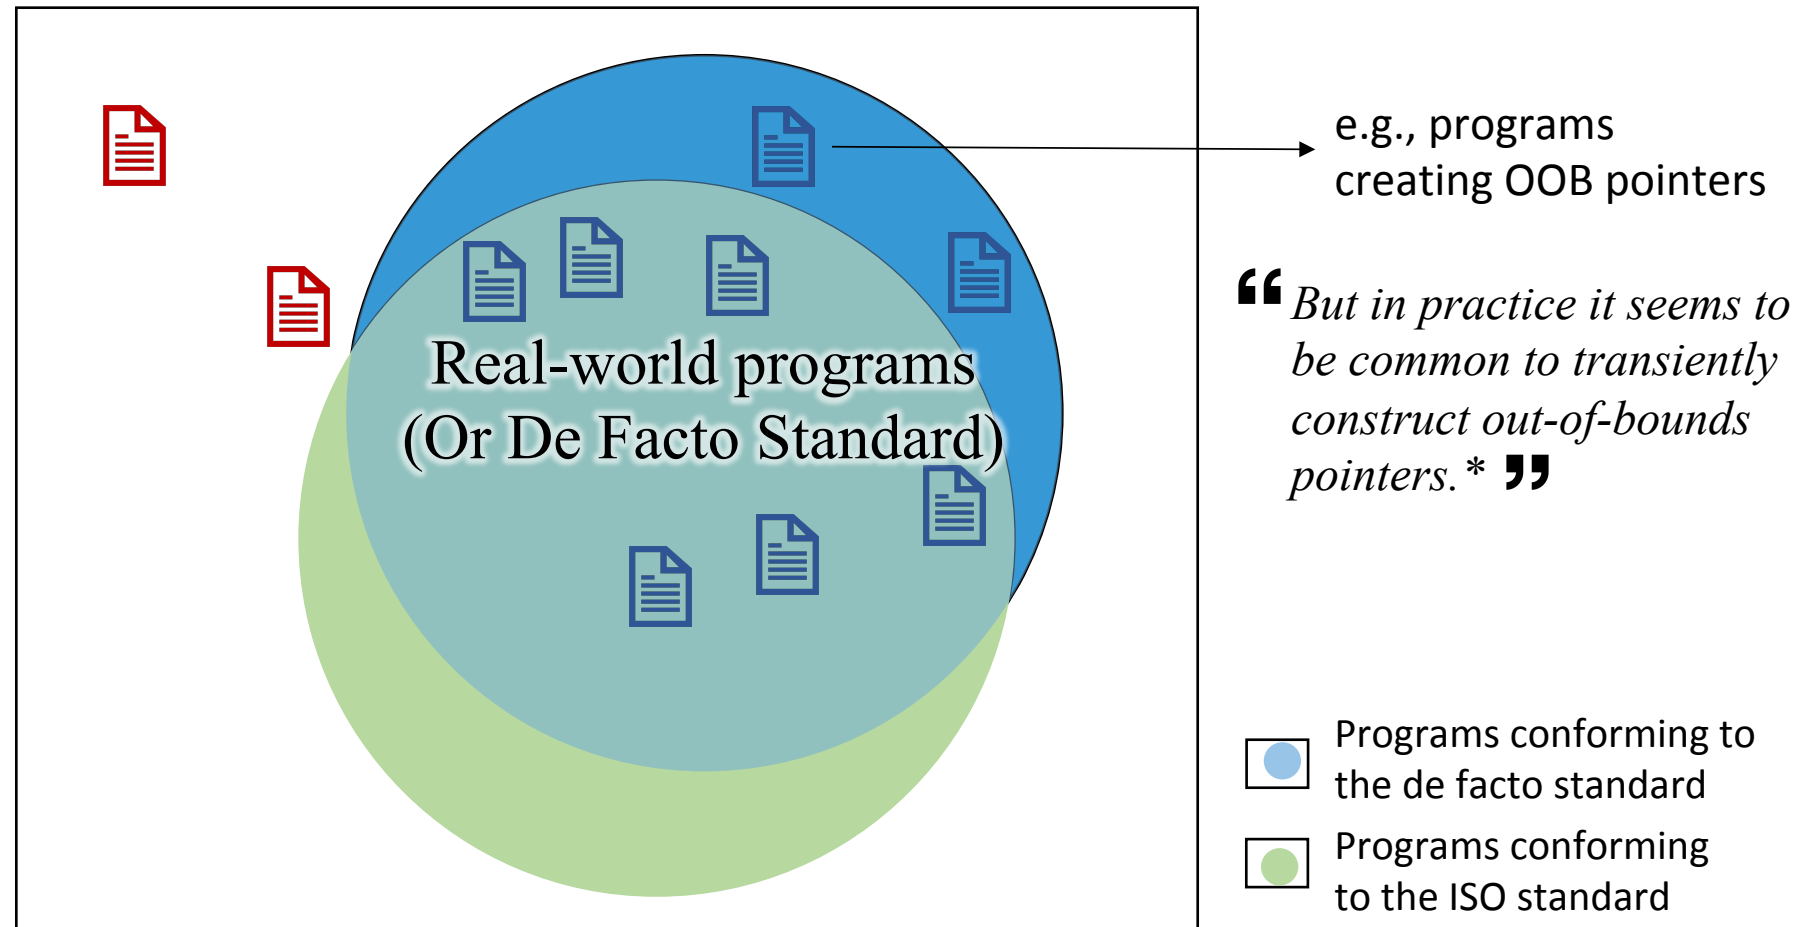 Real-world programs
(Or De Facto Standard)
e.g., programs
creating OOB pointers
“ But in practice it seems to
be common to transiently
construct out-of-bounds
pointers.* ”
Programs conforming to
the de facto standard
Programs conforming
to the ISO standard